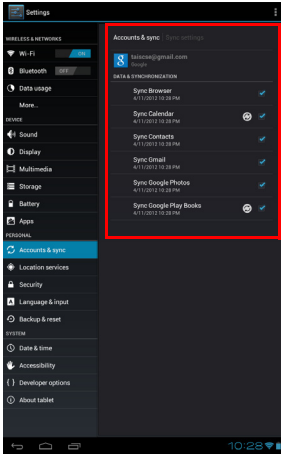 Settings
WIRELESS & NETWORKS
Wi-Fi ON
Bluetooth OFF
Data usage
More...
DEVICE
Sound
Display
Multimedia
Storage
Battery
Apps
PERSONAL
Accounts & sync
Location services
Security
Language & input
Backup & reset
SYSTEM
Date & time
Accessibility
{ } Developer options
About tablet
Accounts & sync Sync settings
8 taiscse@gmail.com
Google
DATA & SYNCHRONIZATION
Sync Browser
4/11/2012 10:28 PM
Sync Calendar
4/11/2012 10:28 PM
Sync Contacts
4/11/2012 10:28 PM
Sync Gmail
4/11/2012 10:28 PM
Sync Google Photos
4/11/2012 10:28 PM
Sync Google Play Books
4/11/2012 10:28 PM
10:28